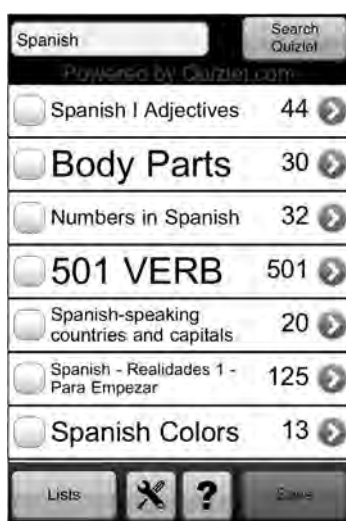 Spanish
Search
Quizlet
Powered by Quizlet.com
Spanish I Adjectives 44
Body Parts 30
Numbers in Spanish 32
501 VERB 501
Spanish-speaking
countries and capitals 20
Spanish - Realidades 1 -
Para Empezar 125
Spanish Colors 13
Lists ? Save